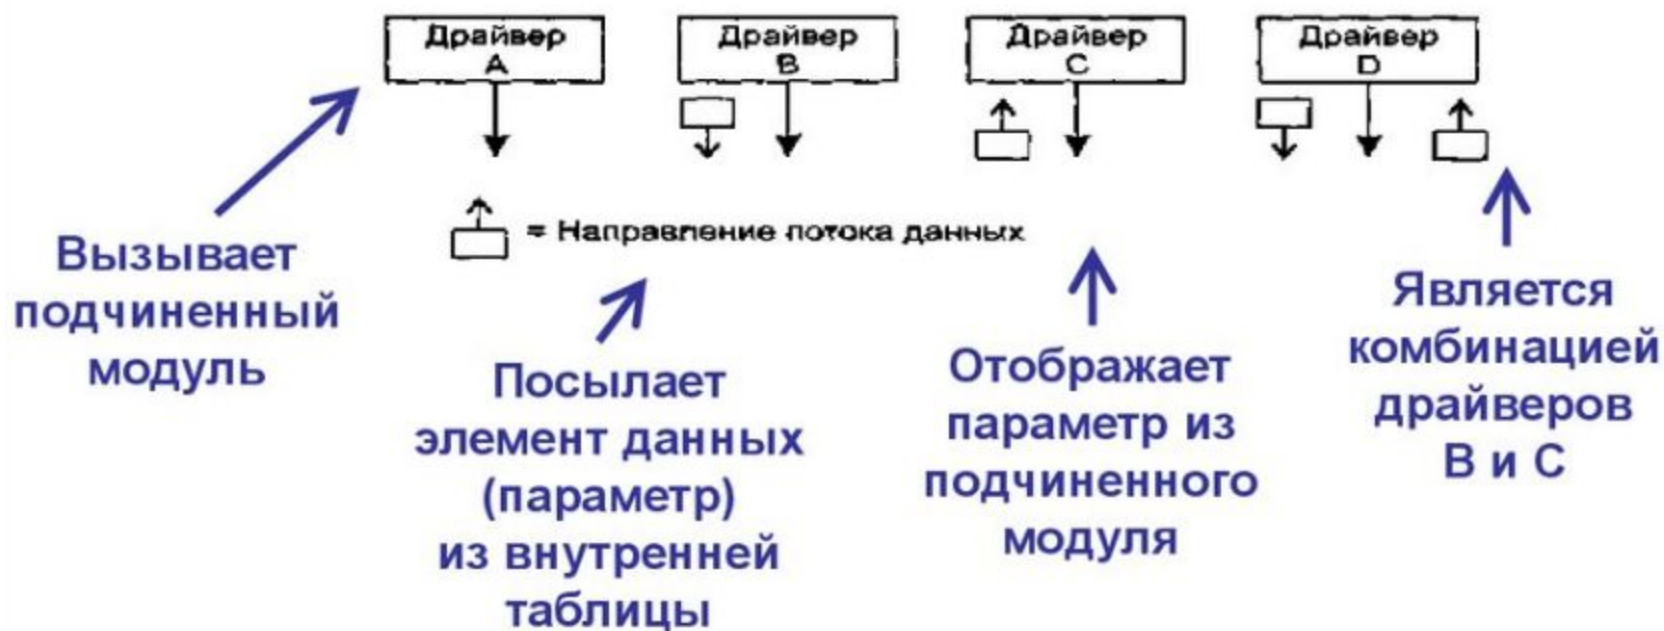 Драйвер
A
Драйвер
B
Драйвер
C
Драйвер
D
= Направление потока данных
Вызывает
подчиненный
модуль
Посылает
элемент данных
(параметр)
из внутренней
таблицы
Отображает
параметр из
подчиненного
модуля
Является
комбинацией
драйверов
В и С